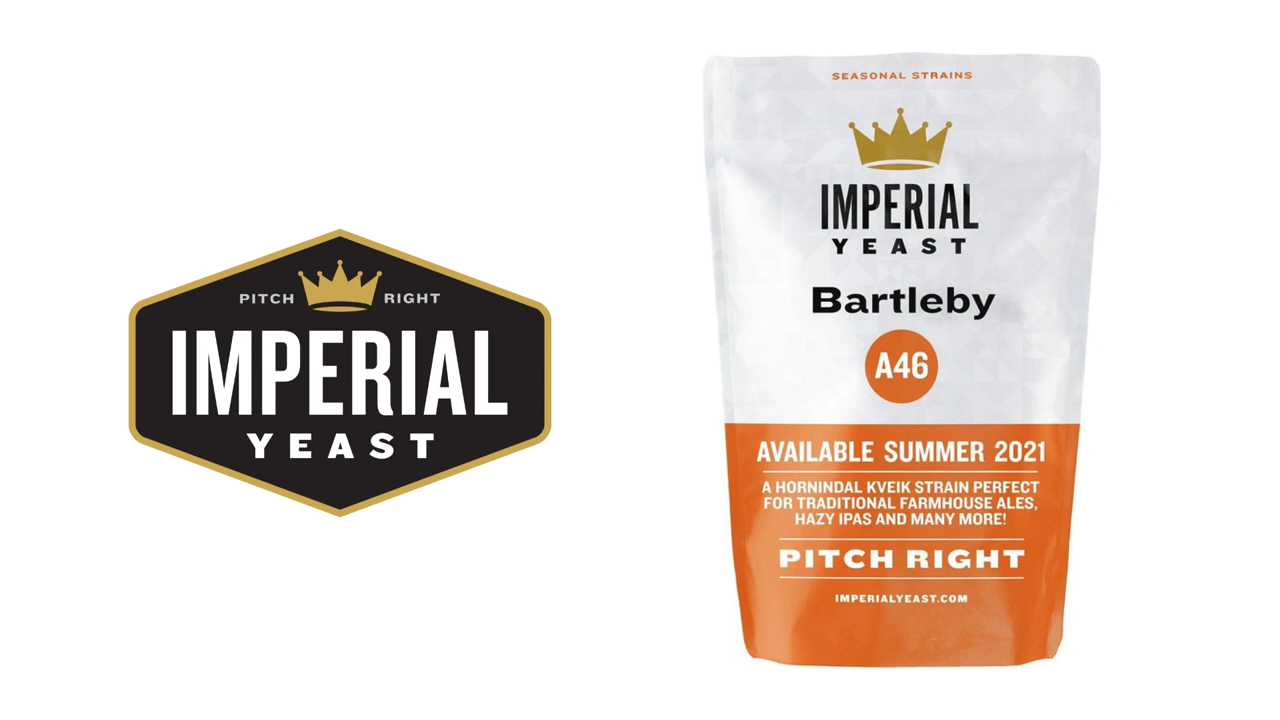 PITCH RIGHT
IMPERIAL
YEAST
SEASONAL STRAINS
IMPERIAL
YEAST
Bartleby
A46
AVAILABLE SUMMER 2021
A HORNINDAL KVEIK STRAIN PERFECT
FOR TRADITIONAL FARMHOUSE ALES,
HAZY IPAS AND MANY MORE!
PITCH RIGHT
IMPERIALYEAST.COM